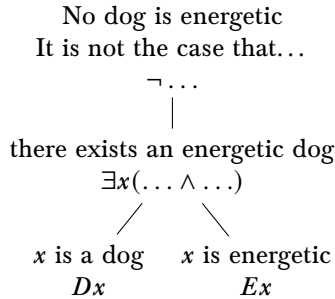 No dog is energetic
It is not the case that…
¬ …
there exists an energetic dog
∃x(… ∧ …)
x is a dog x is energetic
Dx Ex